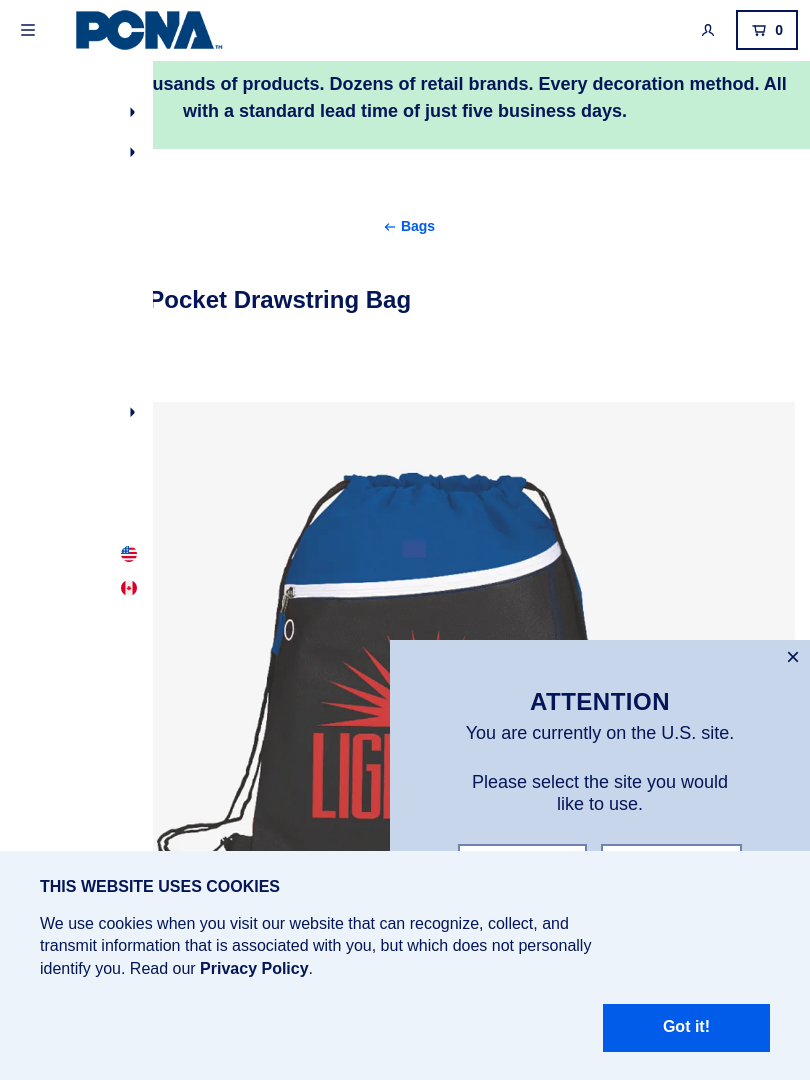 PCNA™
0
usands of products. Dozens of retail brands. Every decoration method. All
with a standard lead time of just five business days.
← Bags
Pocket Drawstring Bag
ATTENTION
You are currently on the U.S. site.
Please select the site you would
like to use.
THIS WEBSITE USES COOKIES
We use cookies when you visit our website that can recognize, collect, and
transmit information that is associated with you, but which does not personally
identify you. Read our Privacy Policy.
Got it!